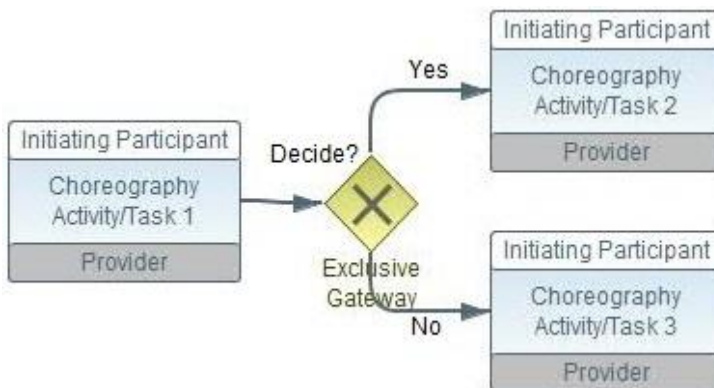 Initiating Participant
Choreography
Activity/Task 1
Provider
Decide?
Exclusive
Gateway
Yes
Initiating Participant
Choreography
Activity/Task 2
Provider
No
Initiating Participant
Choreography
Activity/Task 3
Provider